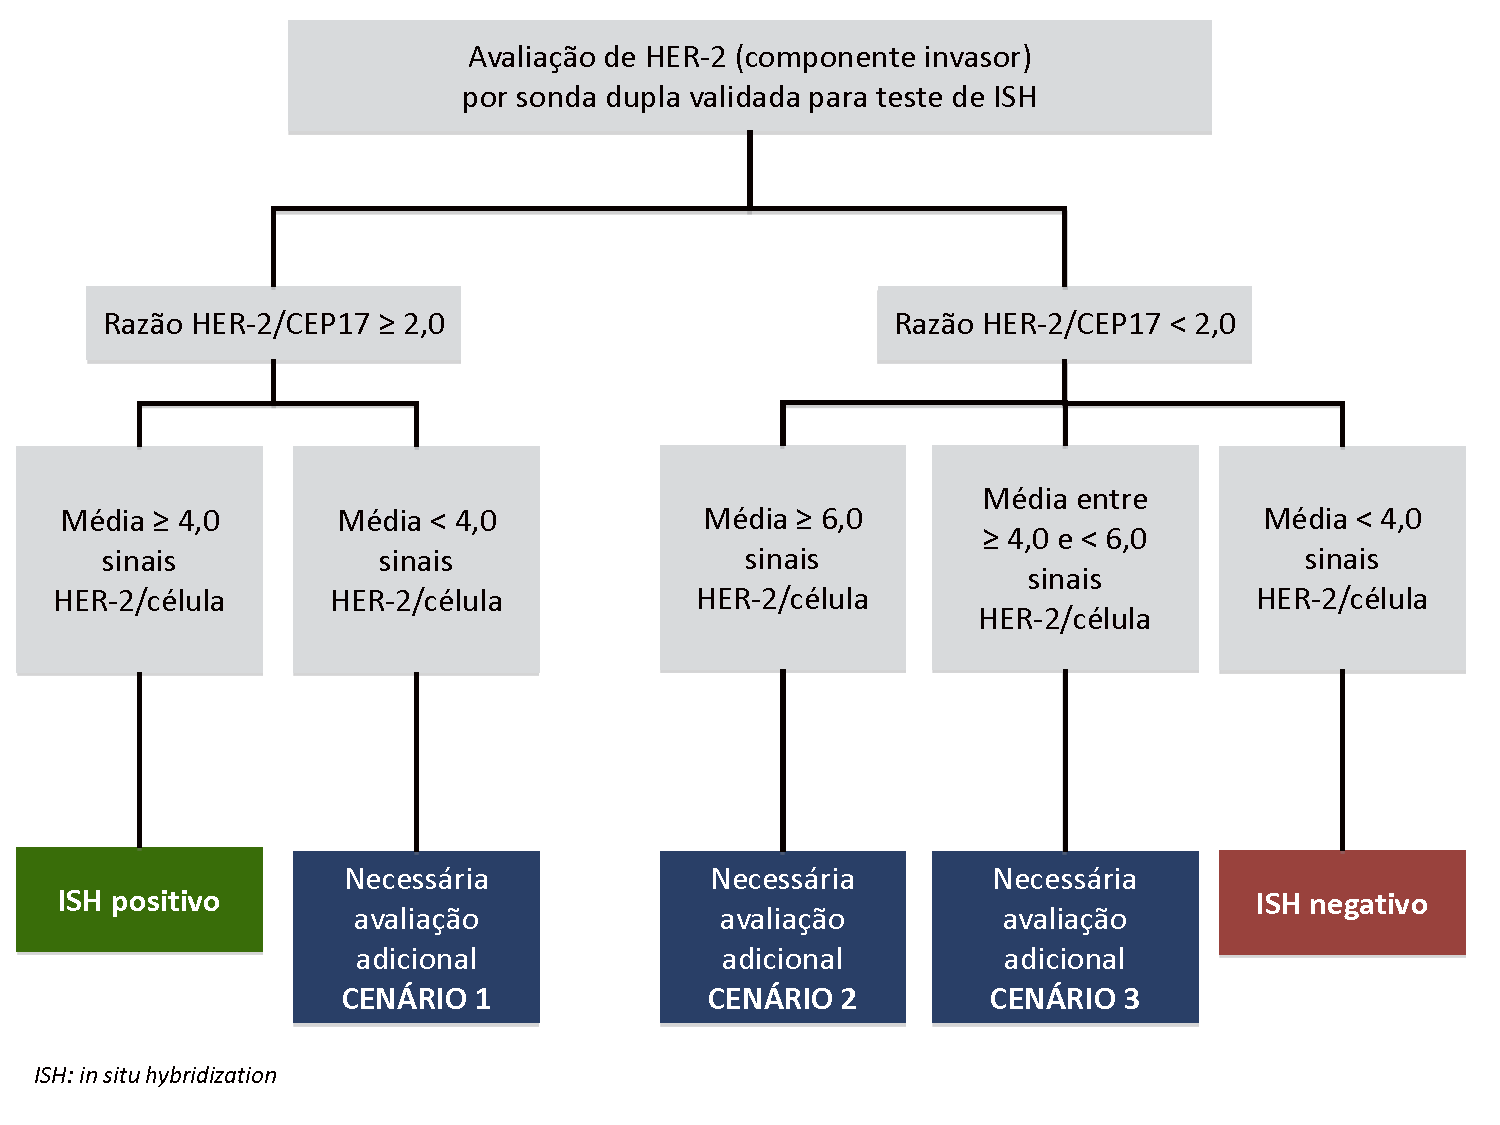 Avaliação de HER-2 (componente invasor)
por sonda dupla validada para teste de ISH
Razão HER-2/CEP17 ≥ 2,0
Razão HER-2/CEP17 < 2,0
Média ≥ 4,0
sinais
HER-2/célula
Média < 4,0
sinais
HER-2/célula
Média ≥ 6,0
sinais
HER-2/célula
Média entre
≥ 4,0 e < 6,0
sinais
HER-2/célula
Média < 4,0
sinais
HER-2/célula
ISH positivo
Necessária
avaliação
adicional
CENÁRIO 1
Necessária
avaliação
adicional
CENÁRIO 2
Necessária
avaliação
adicional
CENÁRIO 3
ISH negativo
ISH: in situ hybridization